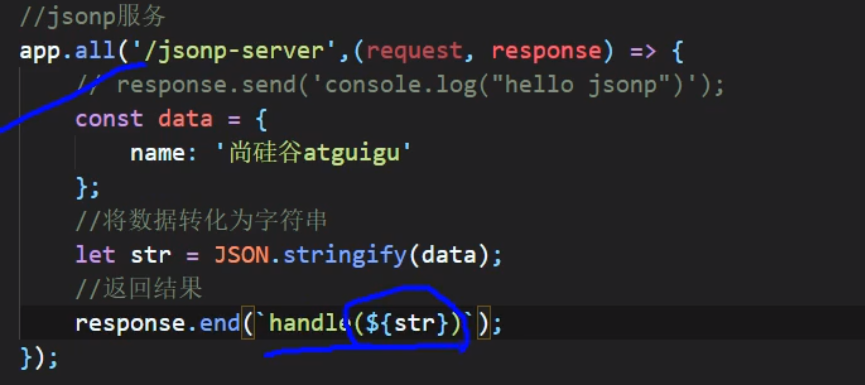 //jsonp服务
app.all('/jsonp-server',(request, response) => {
    // response.send('console.log("hello jsonp")');
    const data = {
        name: '尚硅谷atguigu'
    };
    //将数据转化为字符串
    let str = JSON.stringify(data);
    //返回结果
    response.end(`handle(${str})`);
});